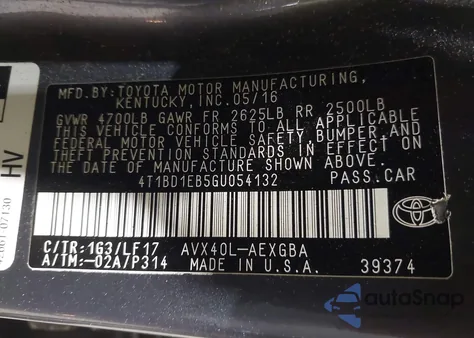 MFD.BY:TOYOTA MOTOR MANUFACTURING,
KENTUCKY,INC.05/16
GVWR 4700LB GAWR FR 2625LB RR 2500LB
THIS VEHICLE CONFORMS TO ALL APPLICABLE
FEDERAL MOTOR VEHICLE SAFETY,BUMPER,AND
THEFT PREVENTION STANDARDS IN EFFECT ON
THE DATE OF MANUFACTURE SHOWN ABOVE.
4T1BD1EB5GU054132 PASS.CAR
C/TR:1G3/LF17 AVX40L-AEXGBA
A/TM:-02A7P314 MADE IN U.S.A. 39374
HV
07130
autoSnap